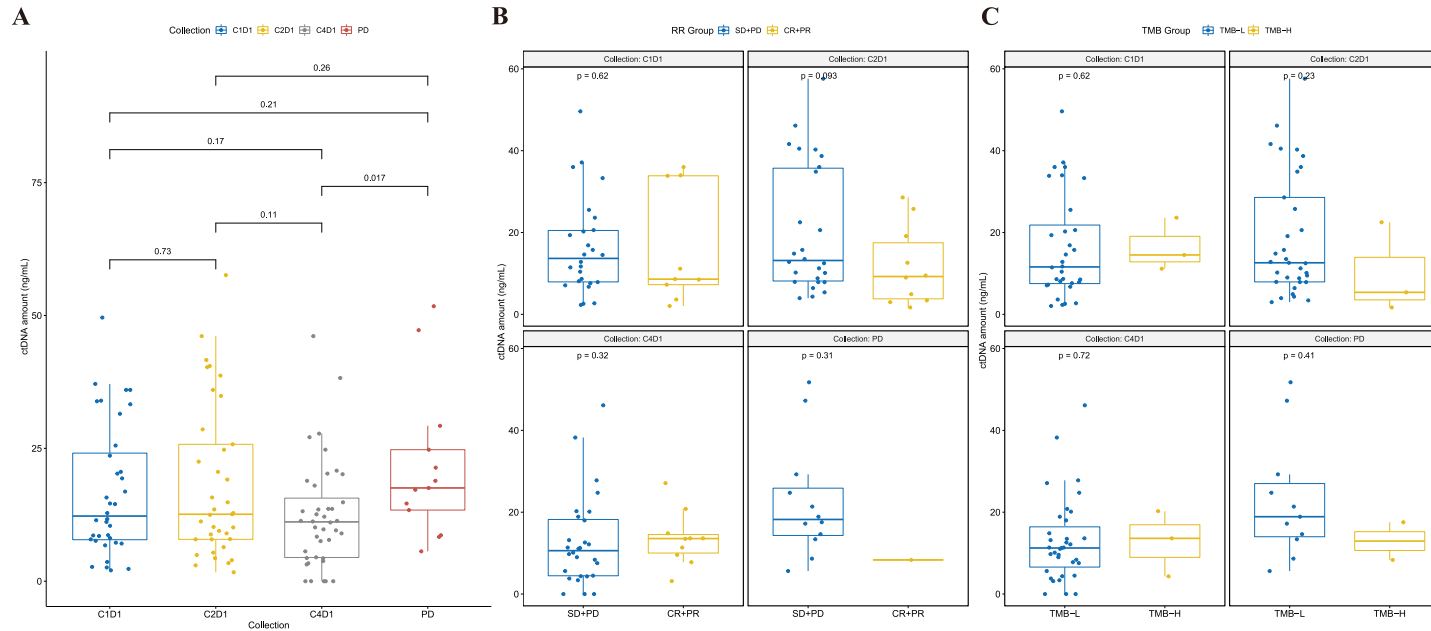 A
Collection C1D1 C2D1 C4D1 PD
0.26
0.21
0.17
0.017
0.11
0.73
75
50
25
0
ctDNA amount (ng/mL)
C1D1 C2D1 C4D1 PD
Collection
B
RR Group SD+PD CR+PR
Collection: C1D1 Collection: C2D1
p = 0.62 p = 0.093
60
40
20
0
Collection: C4D1 Collection: PD
p = 0.32 p = 0.31
60
40
20
0
ctDNA amount (ng/mL)
SD+PD CR+PR SD+PD CR+PR
C
TMB Group TMB-L TMB-H
Collection: C1D1 Collection: C2D1
p = 0.62 p = 0.23
60
40
20
0
Collection: C4D1 Collection: PD
p = 0.72 p = 0.41
60
40
20
0
ctDNA amount (ng/mL)
TMB-L TMB-H TMB-L TMB-H